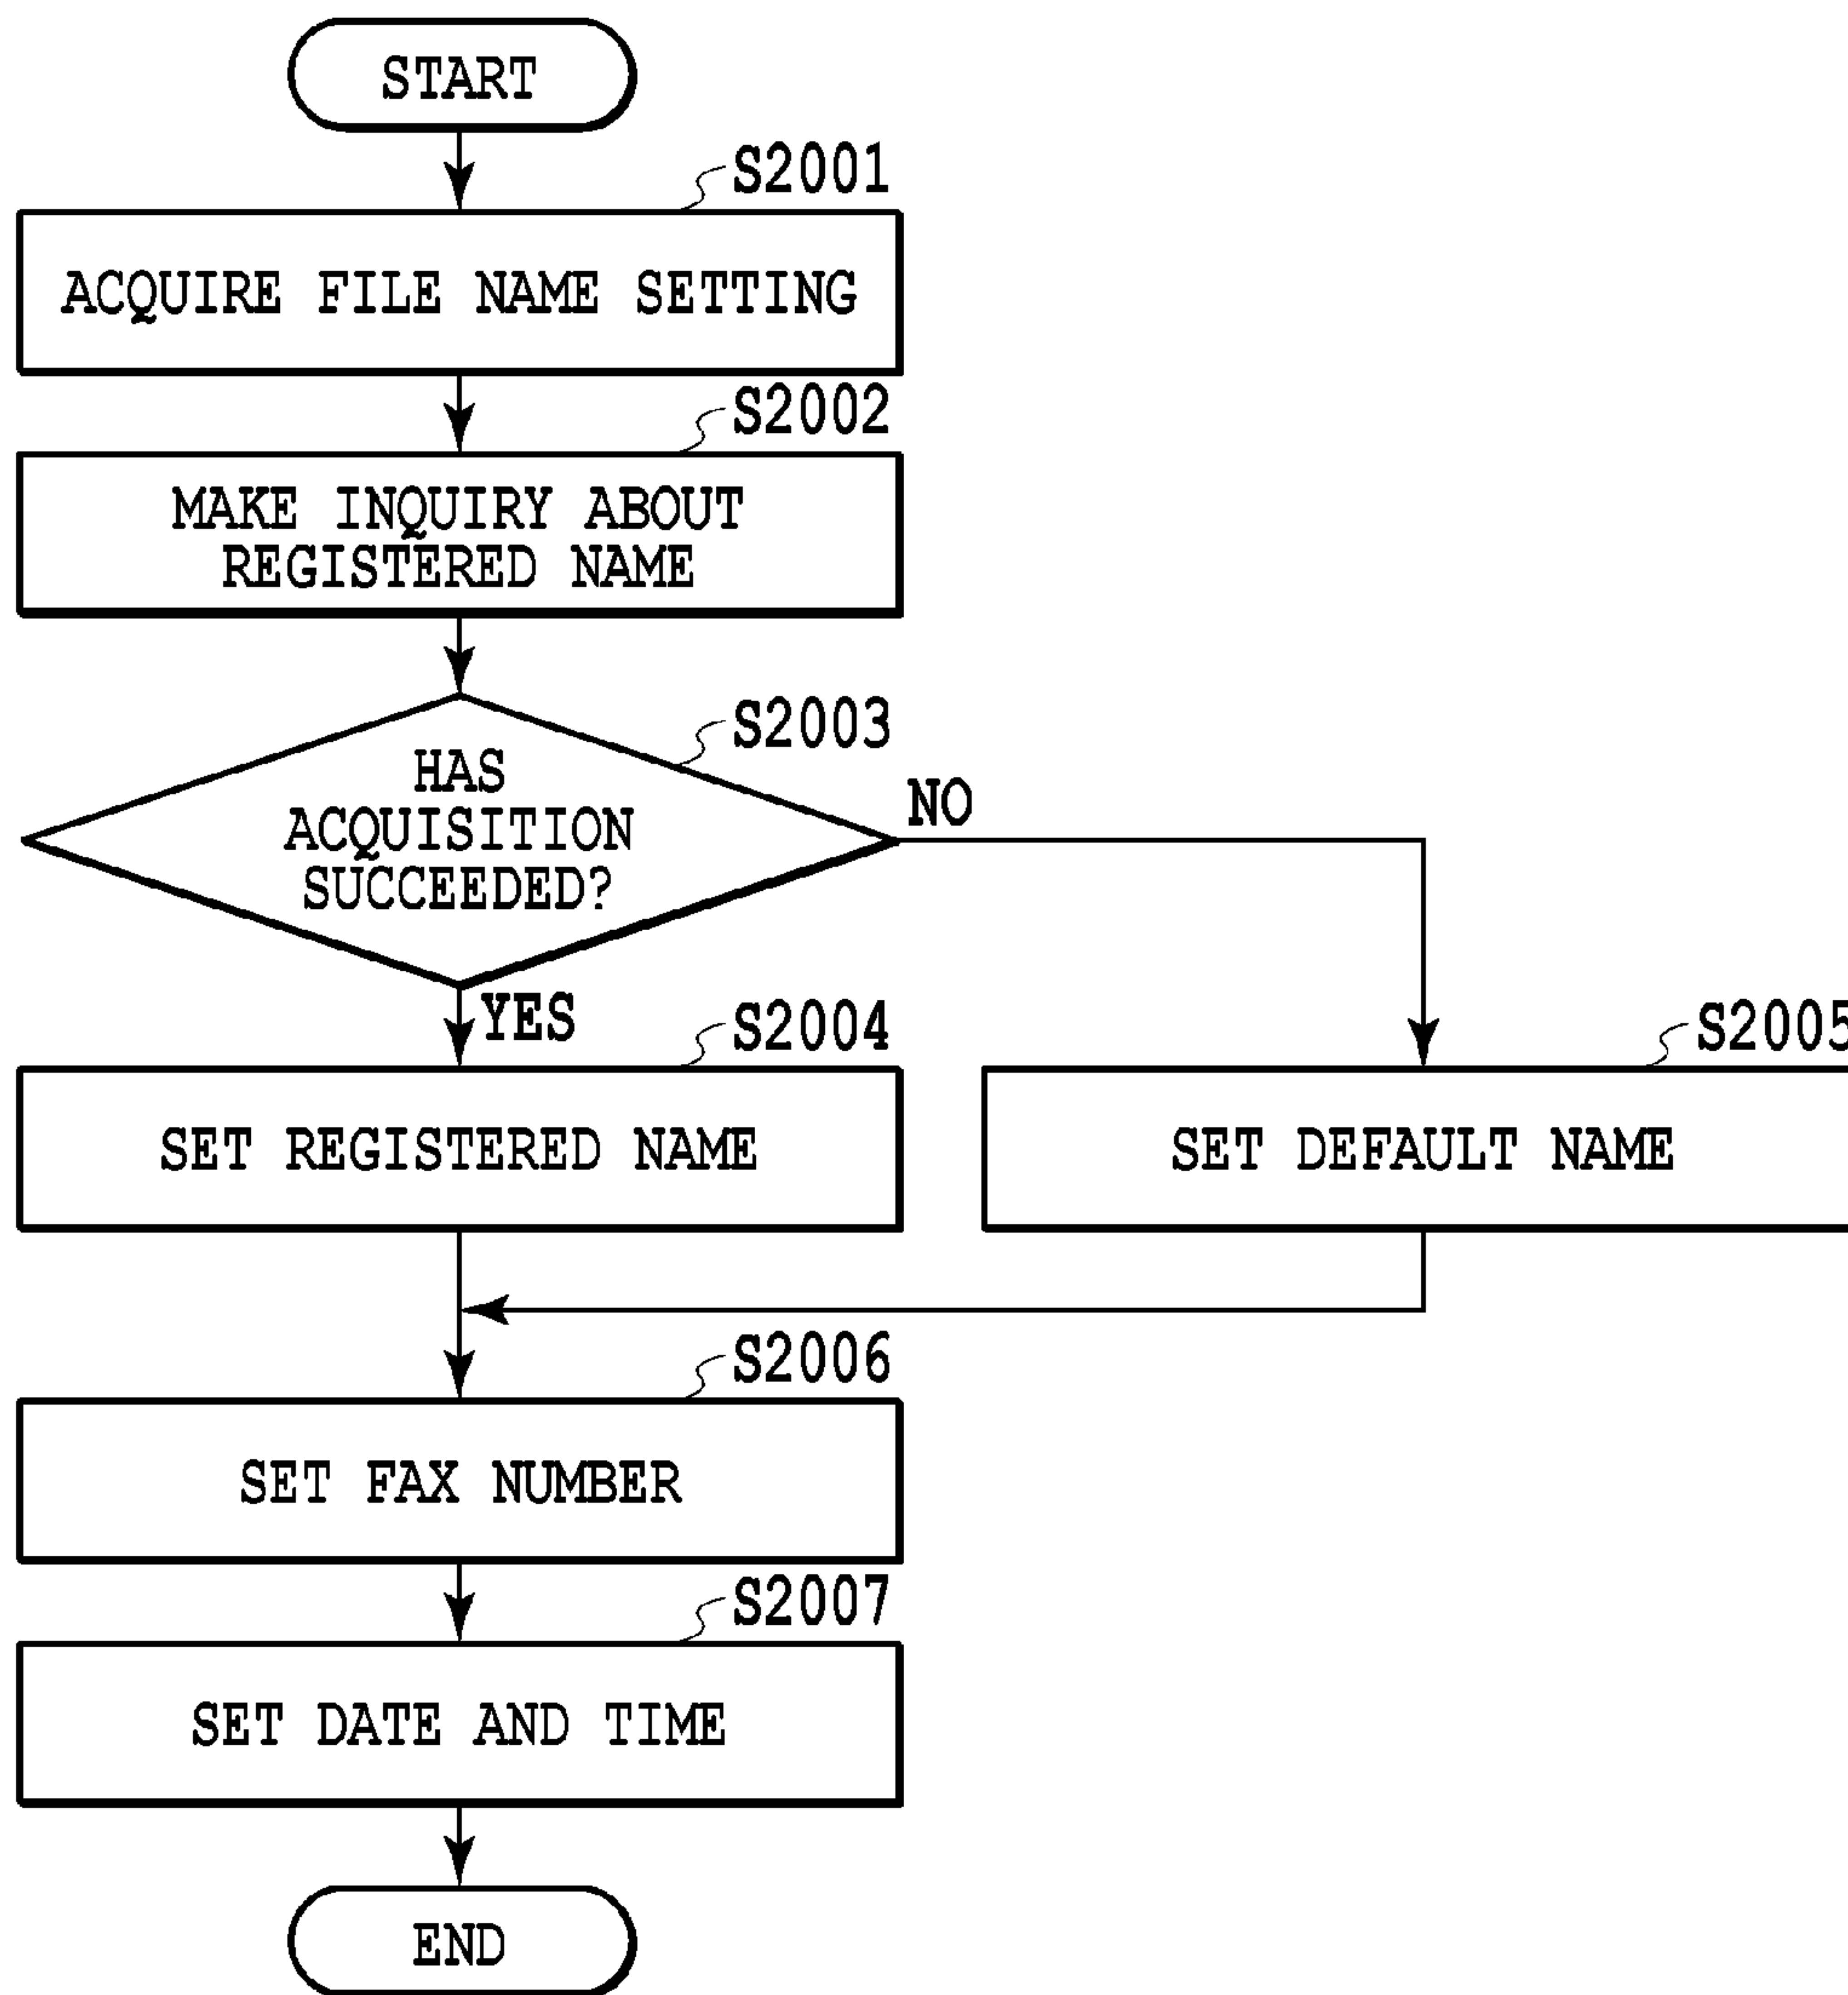 START
S2001
ACQUIRE FILE NAME SETTING
S2002
MAKE INQUIRY ABOUT
REGISTERED NAME
S2003
HAS
ACQUISITION
SUCCEEDED?
NO
YES
S2004
S2005
SET REGISTERED NAME
SET DEFAULT NAME
S2006
SET FAX NUMBER
S2007
SET DATE AND TIME
END